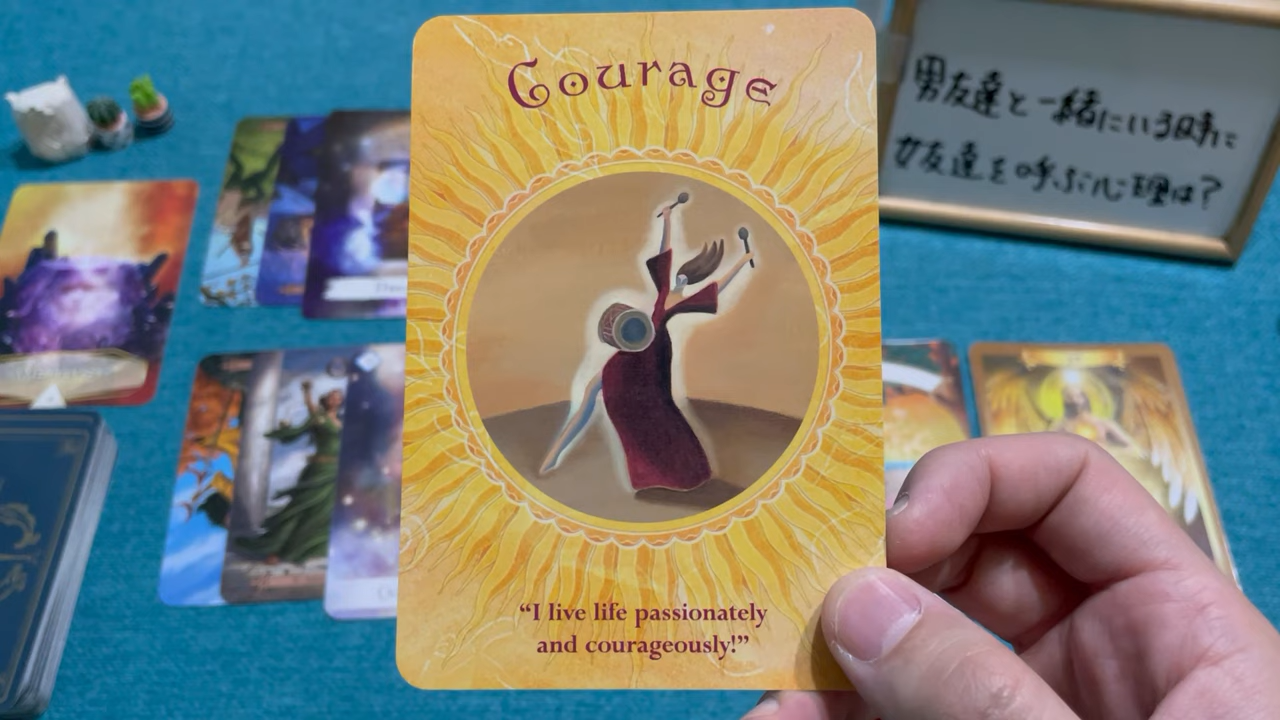 Courage
“I live life passionately
and courageously!”
男友達と一緒にいる時に
女友達を呼ぶ心理は?